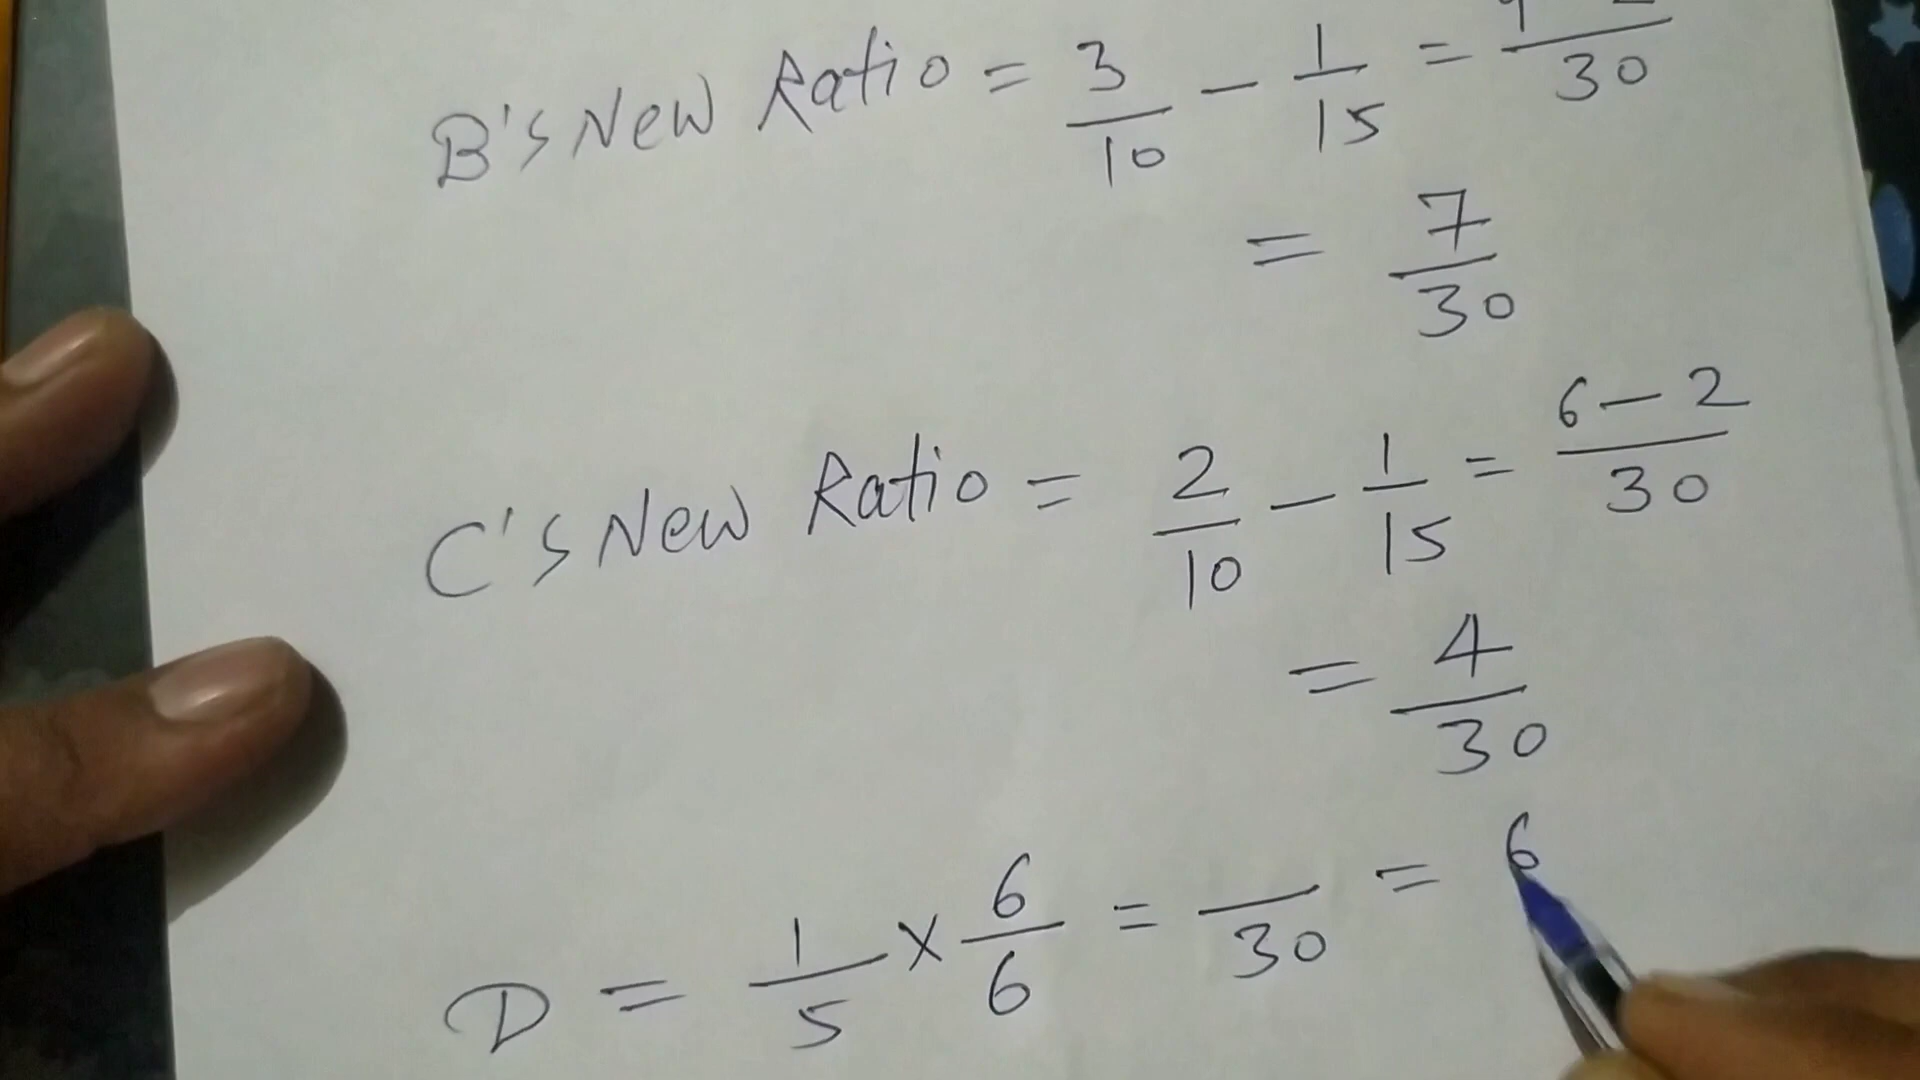 B's New Ratio = 3/10 - 1/15 = /30
= 7/30
C's New Ratio = 2/10 - 1/15 = 6-2/30
= 4/30
D = 1/5 × 6/6 = /30 = 6